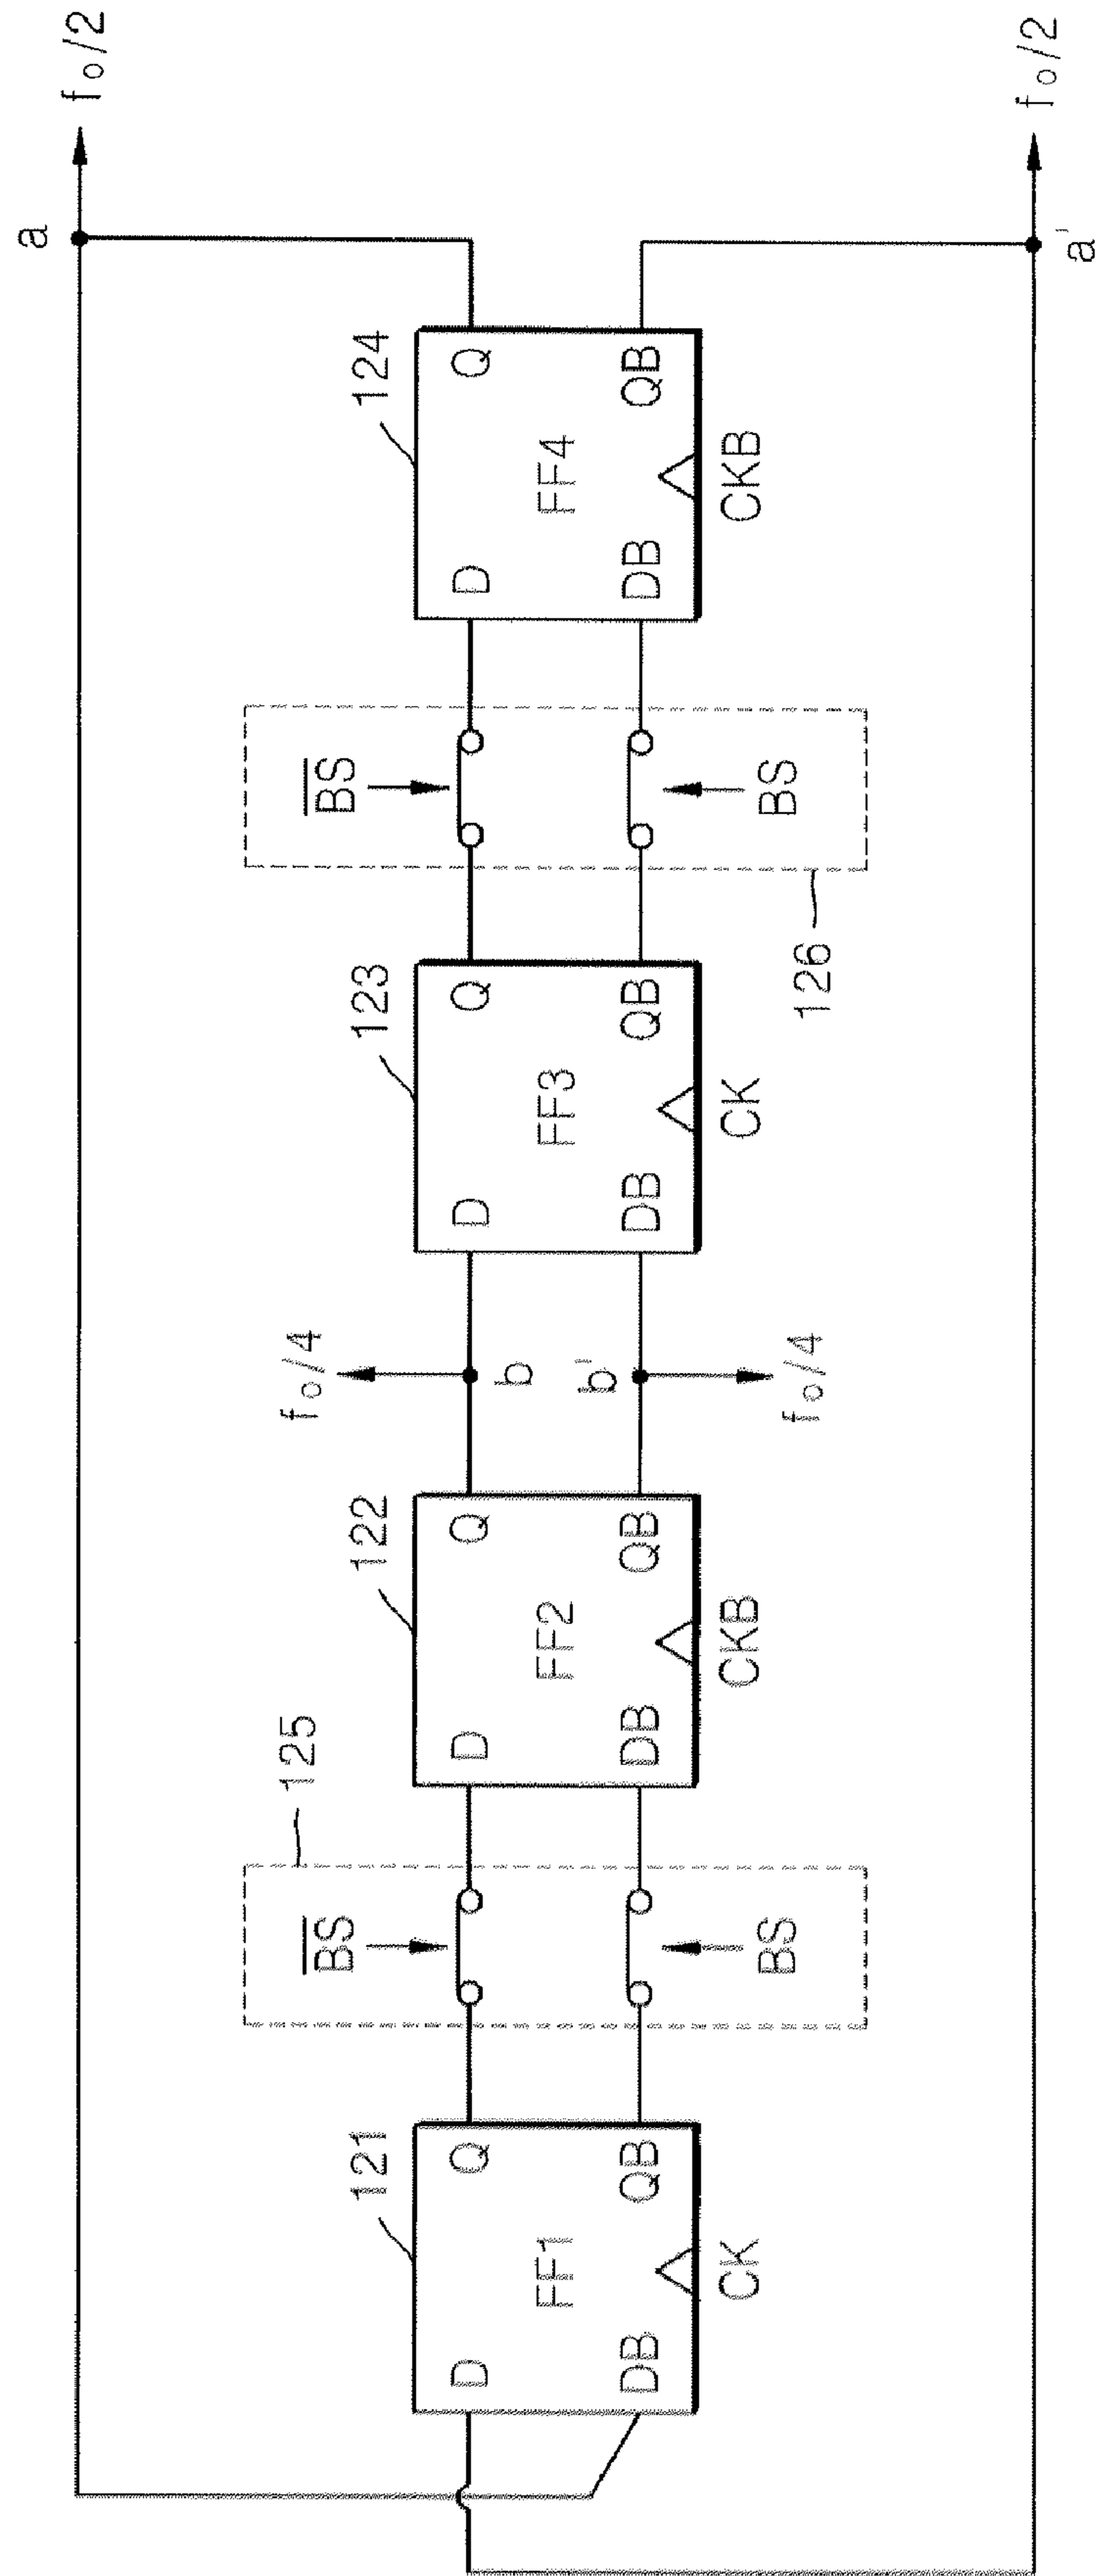 a
fo/2
121
122
123
124
125
BS
BS
fo/4
D
Q
D
Q
D
Q
D
Q
b
FF1
FF2
FF3
FF4
b'
DB
QB
DB
QB
DB
QB
DB
QB
CK
CKB
CK
CKB
BS
fo/4
BS
126
fo/2
a'